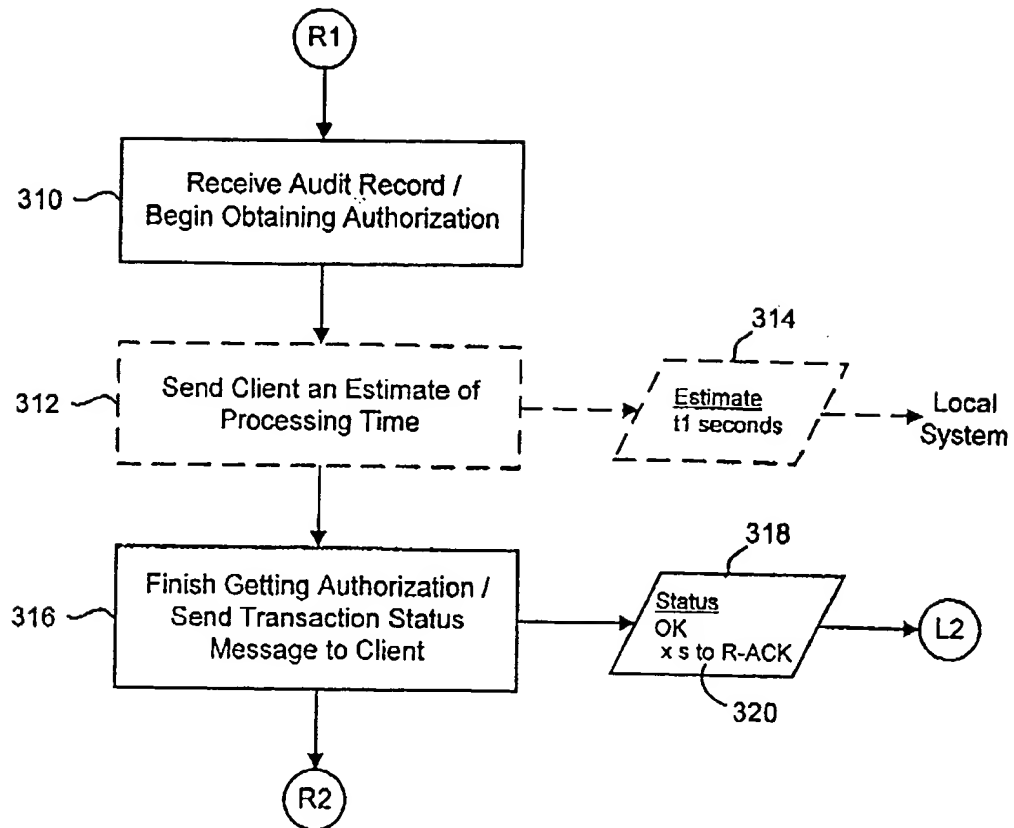 R1
310
Receive Audit Record /
Begin Obtaining Authorization
314
312
Send Client an Estimate of
Processing Time
Estimate
t1 seconds
Local
System
318
316
Finish Getting Authorization /
Send Transaction Status
Message to Client
Status
OK
x s to R-ACK
L2
320
R2